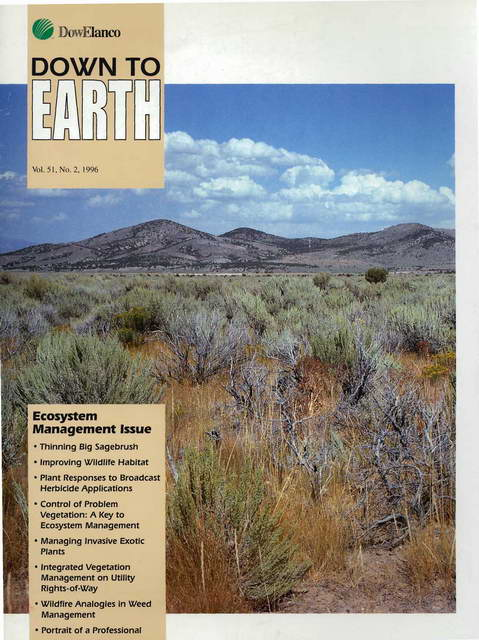 DowElanco
DOWN TO
EARTH
Vol. 51, No. 2, 1996
Ecosystem
Management Issue
• Thinning Big Sagebrush
• Improving Wildlife Habitat
• Plant Responses to Broadcast
Herbicide Applications
• Control of Problem
Vegetation: A Key to
Ecosystem Management
• Managing Invasive Exotic
Plants
• Integrated Vegetation
Management on Utility
Rights-of-Way
• Wildfire Analogies in Weed
Management
• Portrait of a Professional